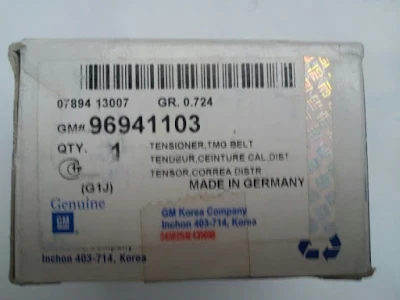 07894 13007 GR. 0.724
GM# 96941103
QTY. 1 TENSIONER,TMG BELT
TENDEUR,CEINTURE CAL,DIST
TENSOR,CORREA DISTR
(G1J) MADE IN GERMANY
Genuine
GM
GM Korea Company
Inchon 403-714, Korea
Company
Inchon 403-714, Korea